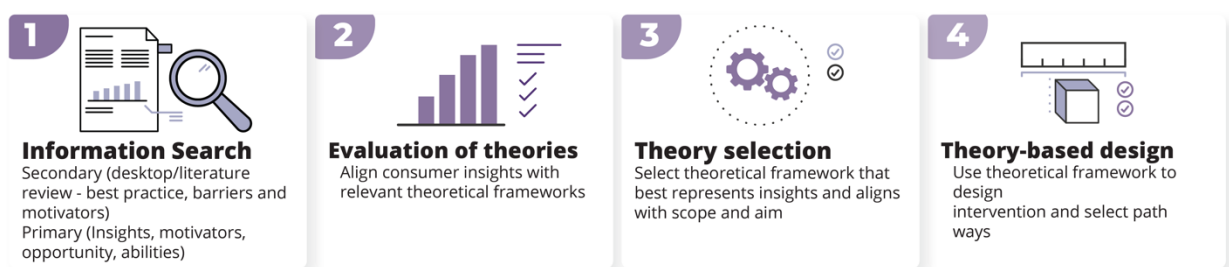 1
Information Search
Secondary (desktop/literature
review - best practice, barriers and
motivators)
Primary (Insights, motivators,
opportunity, abilities)
2
Evaluation of theories
Align consumer insights with
relevant theoretical frameworks
3
Theory selection
Select theoretical framework that
best represents insights and aligns
with scope and aim
4
Theory-based design
Use theoretical framework to
design
intervention and select path
ways